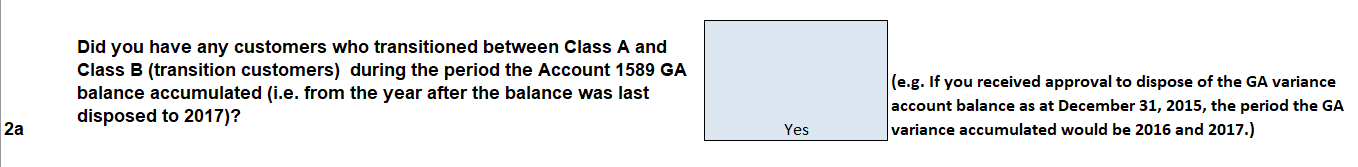 Did you have any customers who transitioned between Class A and
Class B (transition customers)  during the period the Account 1589 GA
balance accumulated (i.e. from the year after the balance was last
disposed to 2017)?
2a
Yes
(e.g. If you received approval to dispose of the GA variance
account balance as at December 31, 2015, the period the GA
variance accumulated would be 2016 and 2017.)